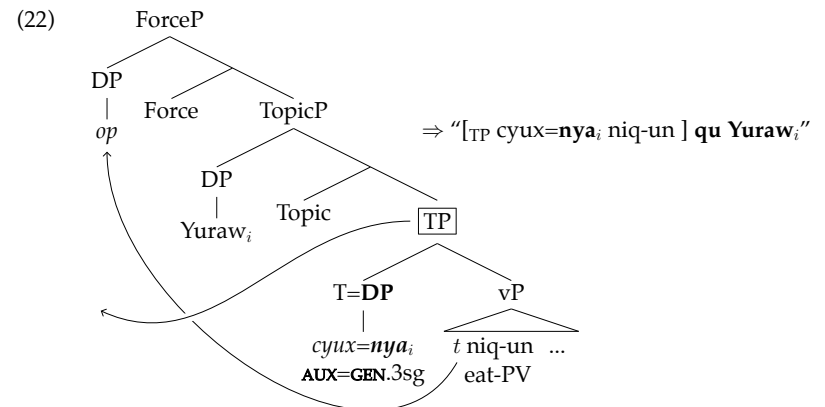 (22)
ForceP
DP
Force
TopicP
op
⇒ “[TP cyux=nyai niq-un ] qu Yurawi”
DP
Topic
TP
Yurawi
T=DP
vP
cyux=nyai
t niq-un ...
AUX=GEN.3sg
eat-PV